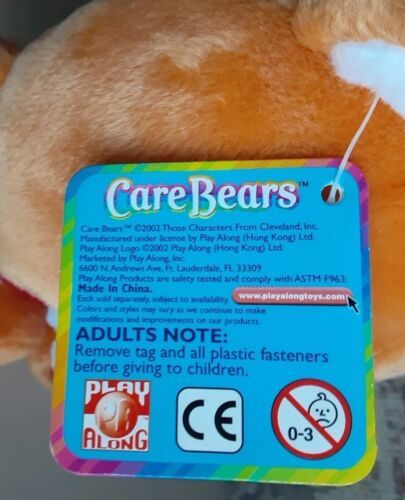 Care Bears™
Care Bears™ ©2002 Those Characters From Cleveland, Inc.
Manufactured under license by Play Along (Hong Kong) Ltd.
Play Along Logo ©2002 Play Along (Hong Kong) Ltd.
Marketed by Play Along, Inc.
6600 N. Andrews Ave, Ft. Lauderdale, FL 33309
Play Along Products are safety tested and comply with ASTM F963.
Made in China.
Each sold separately, subject to availability.
www.playalongtoys.com
Colors and styles may vary as we continue to make
modifications and improvements on our products.
ADULTS NOTE:
Remove tag and all plastic fasteners
before giving to children.
PLAY
PA
ALONG
CE
0-3